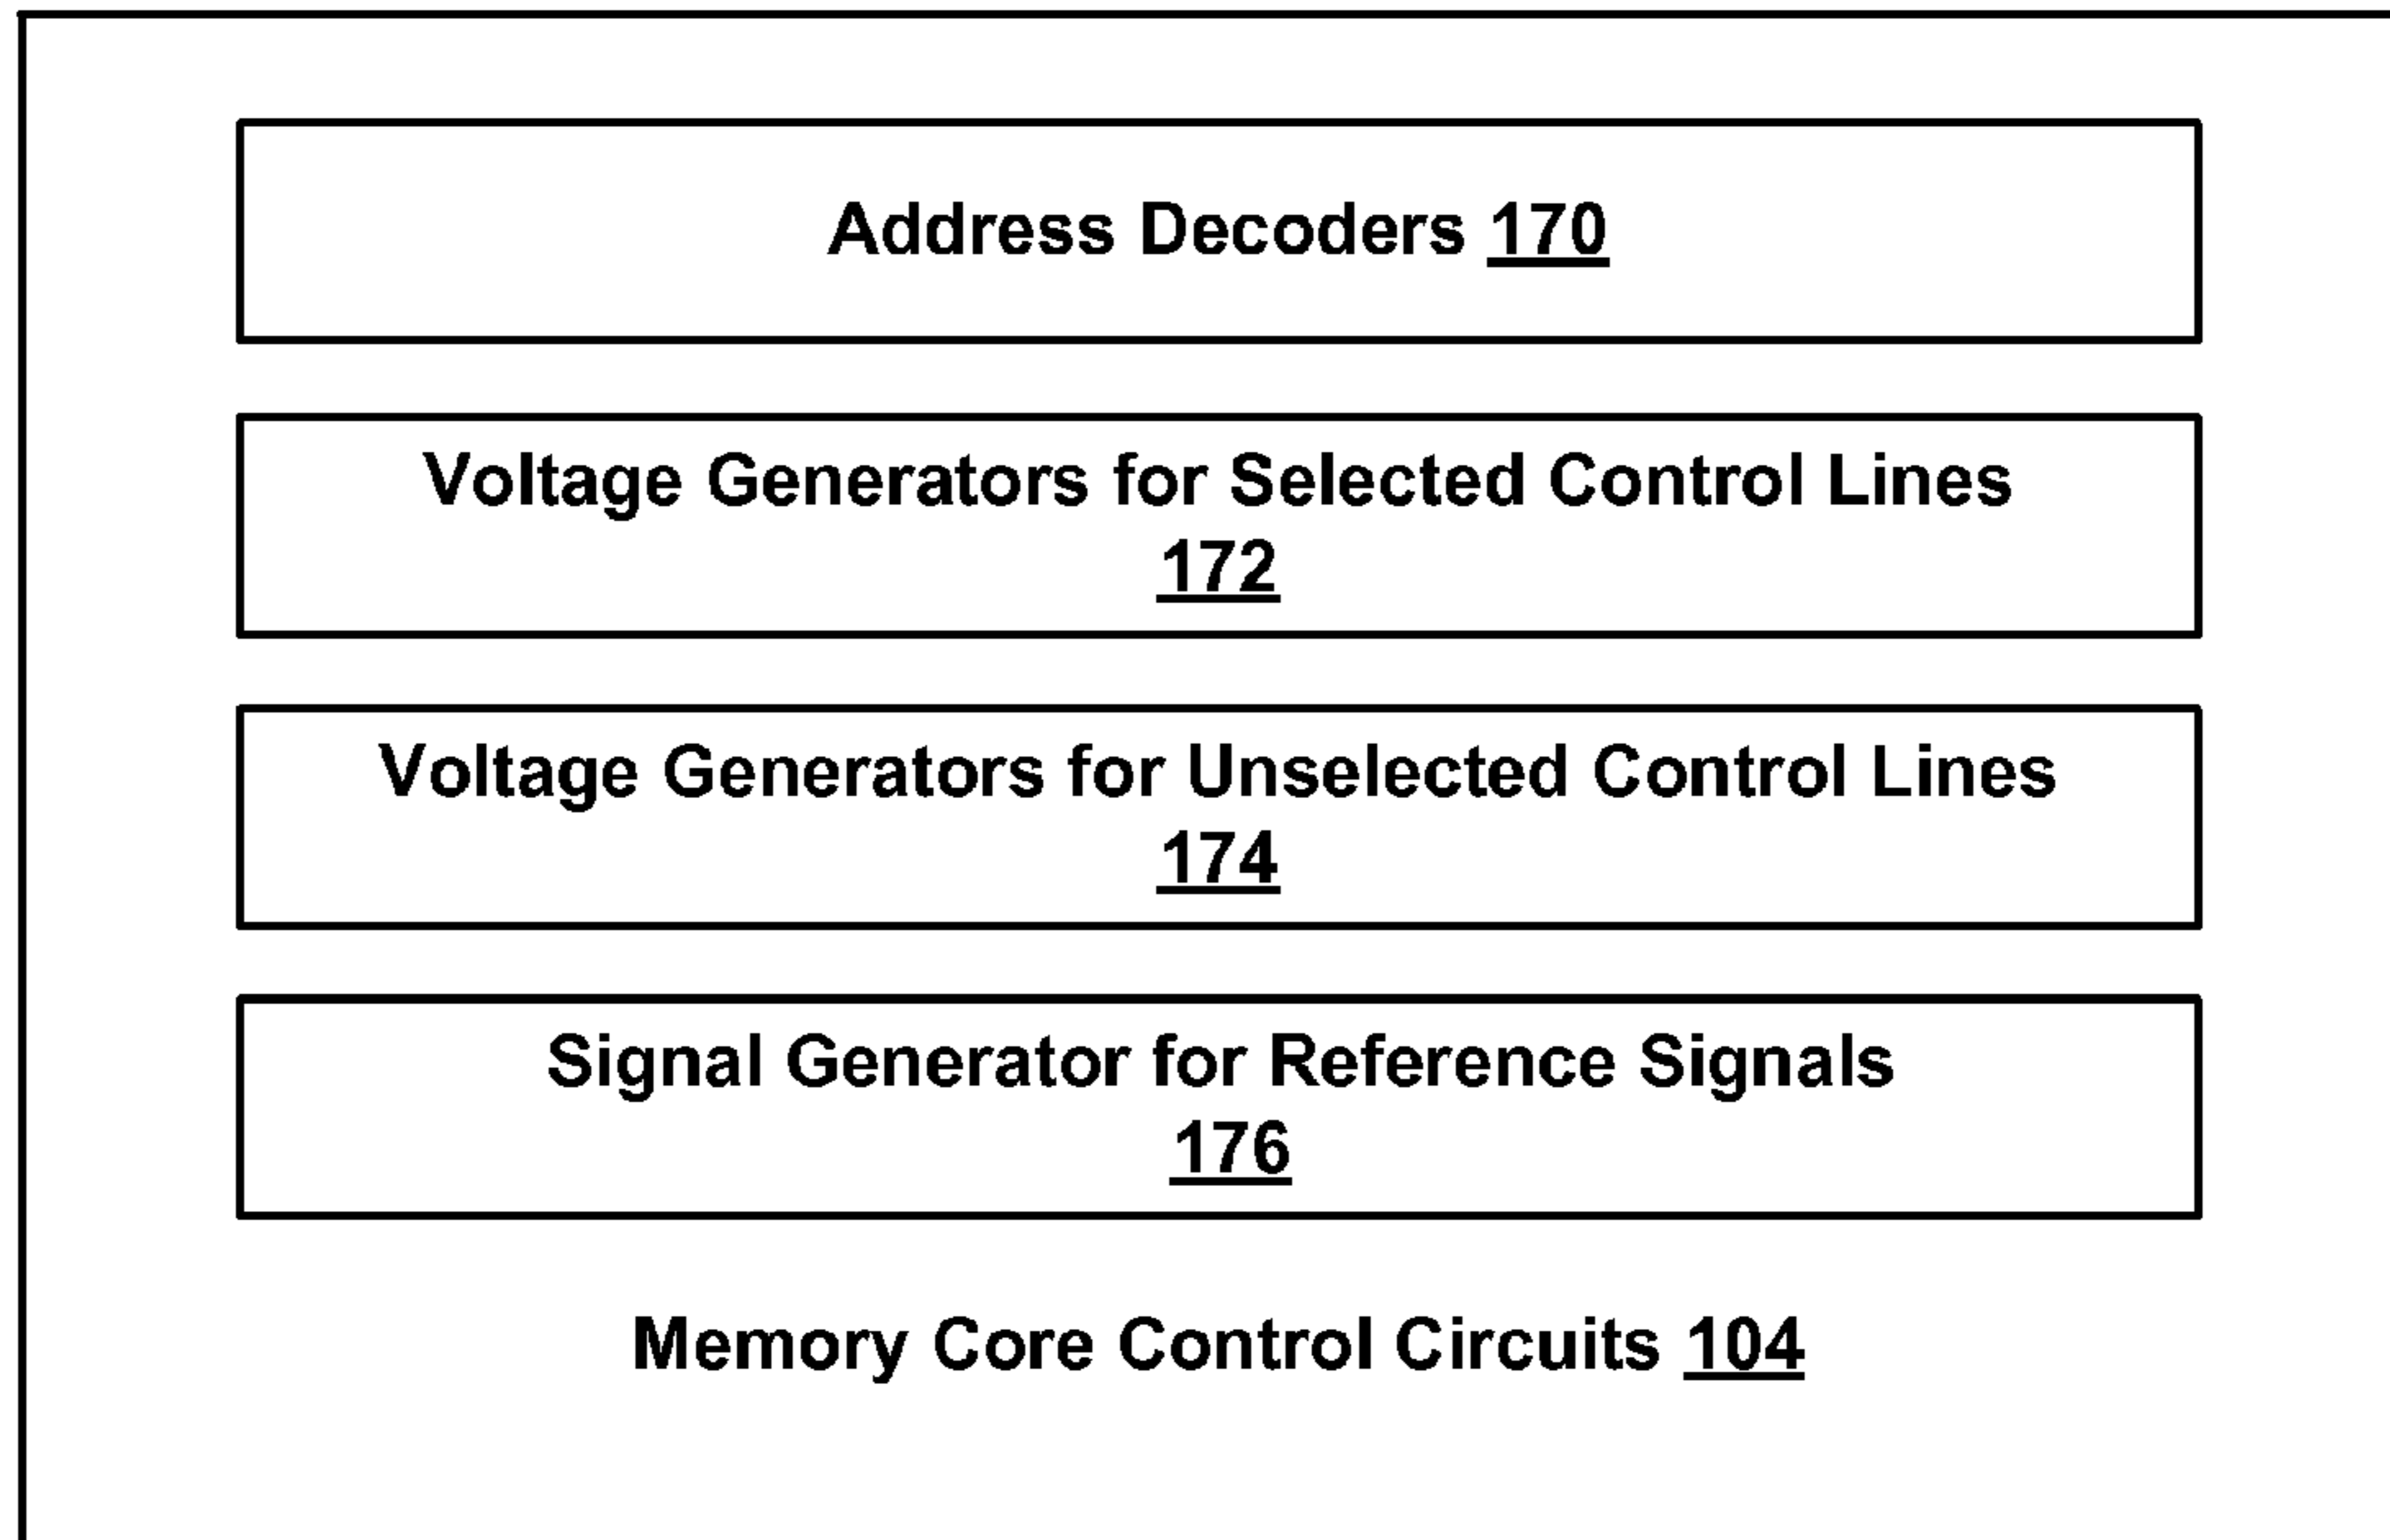 Address Decoders 170
Voltage Generators for Selected Control Lines
172
Voltage Generators for Unselected Control Lines
174
Signal Generator for Reference Signals
176
Memory Core Control Circuits 104